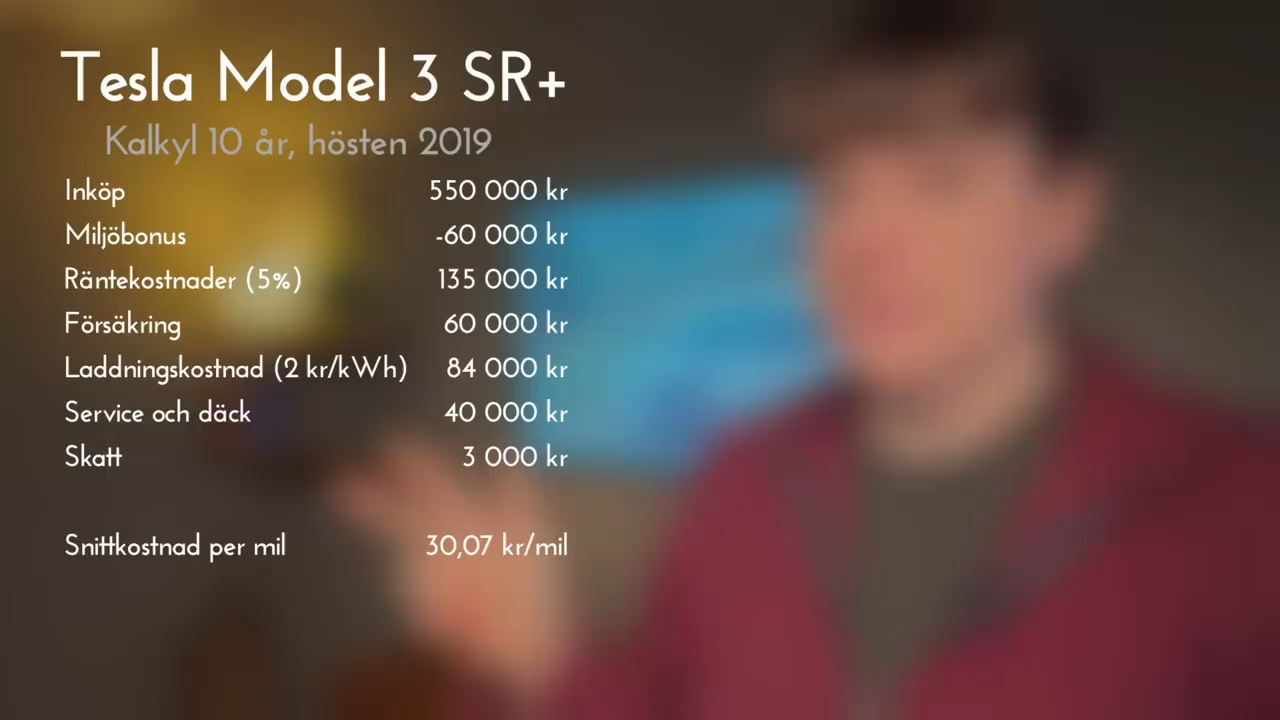 Tesla Model 3 SR+
Kalkyl 10 år, hösten 2019
Inköp 550 000 kr
Miljöbonus -60 000 kr
Räntekostnader (5%) 135 000 kr
Försäkring 60 000 kr
Laddningskostnad (2 kr/kWh) 84 000 kr
Service och däck 40 000 kr
Skatt 3 000 kr
Snittkostnad per mil 30,07 kr/mil